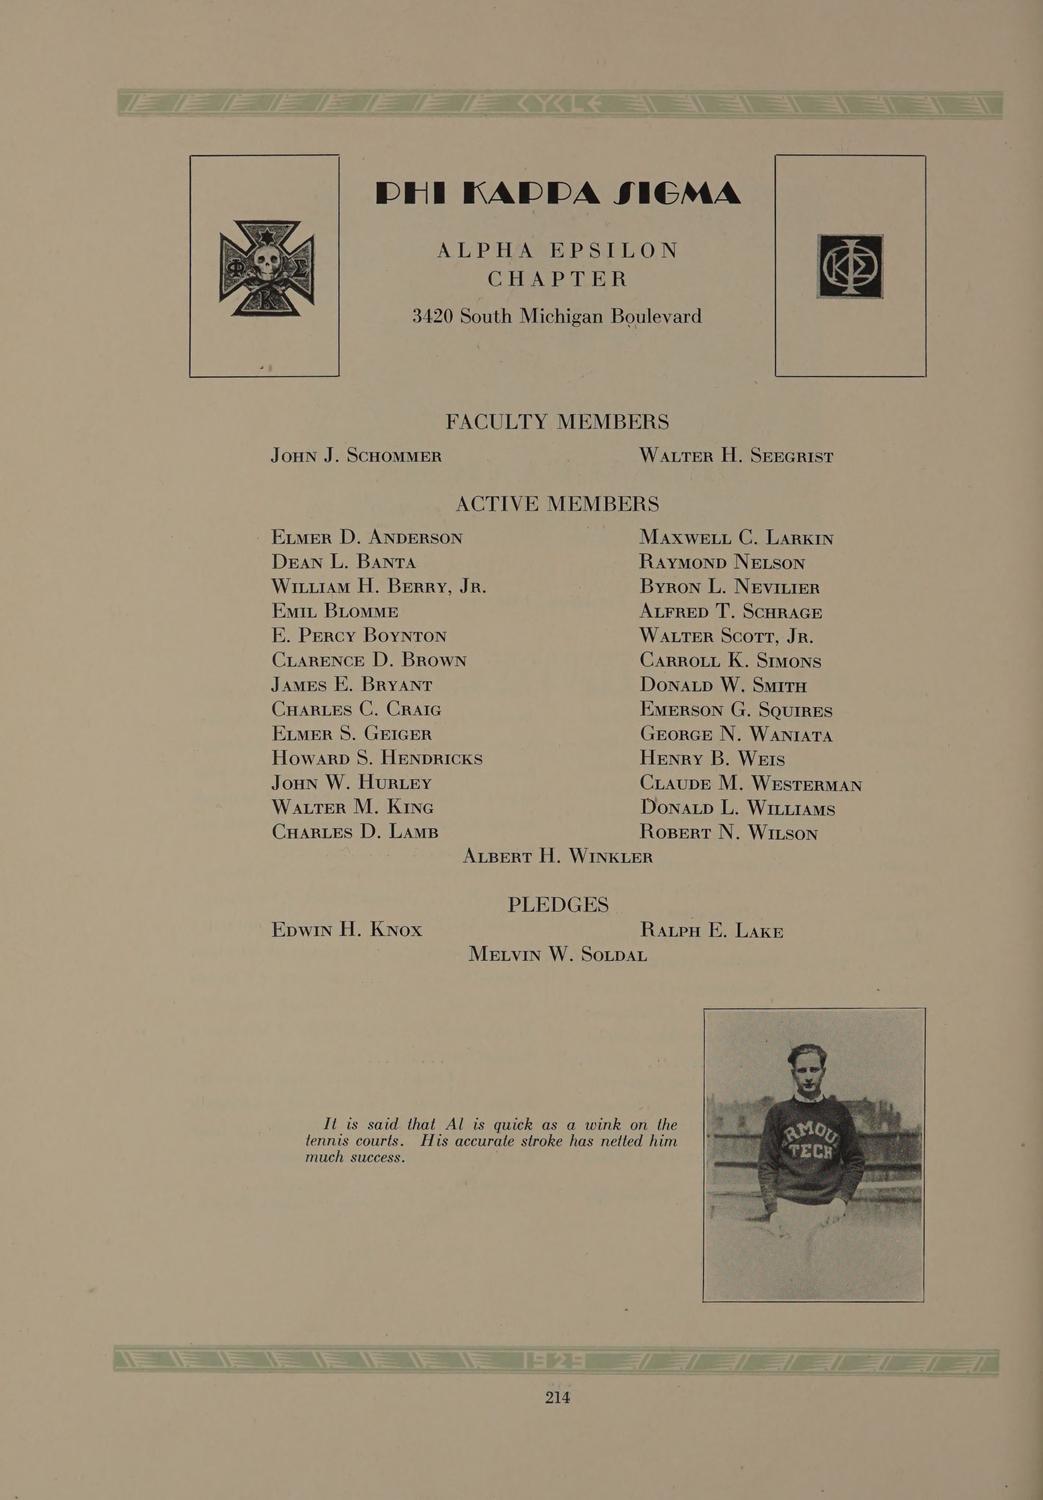 CYCLE
PHI KAPPA SIGMA
ALPHA EPSILON
CHAPTER
3420 South Michigan Boulevard
Φ Σ
K
ΦKΣ
FACULTY MEMBERS
John J. Schommer
Walter H. Seegrist
ACTIVE MEMBERS
Elmer D. Anderson
Dean L. Banta
William H. Berry, Jr.
Emil Blomme
E. Percy Boynton
Clarence D. Brown
James E. Bryant
Charles C. Craig
Elmer S. Geiger
Howard S. Hendricks
John W. Hurley
Walter M. King
Charles D. Lamb
Maxwell C. Larkin
Raymond Nelson
Byron L. Nevilier
Alfred T. Schrage
Walter Scott, Jr.
Carroll K. Simons
Donald W. Smith
Emerson G. Squires
George N. Waniata
Henry B. Weis
Claude M. Westerman
Donald L. Williams
Robert N. Wilson
Albert H. Winkler
PLEDGES
Edwin H. Knox
Ralph E. Lake
Melvin W. Soldal
It is said that Al is quick as a wink on the
tennis courts. His accurate stroke has netted him
much success.
ARMOUR
TECH
1929
214